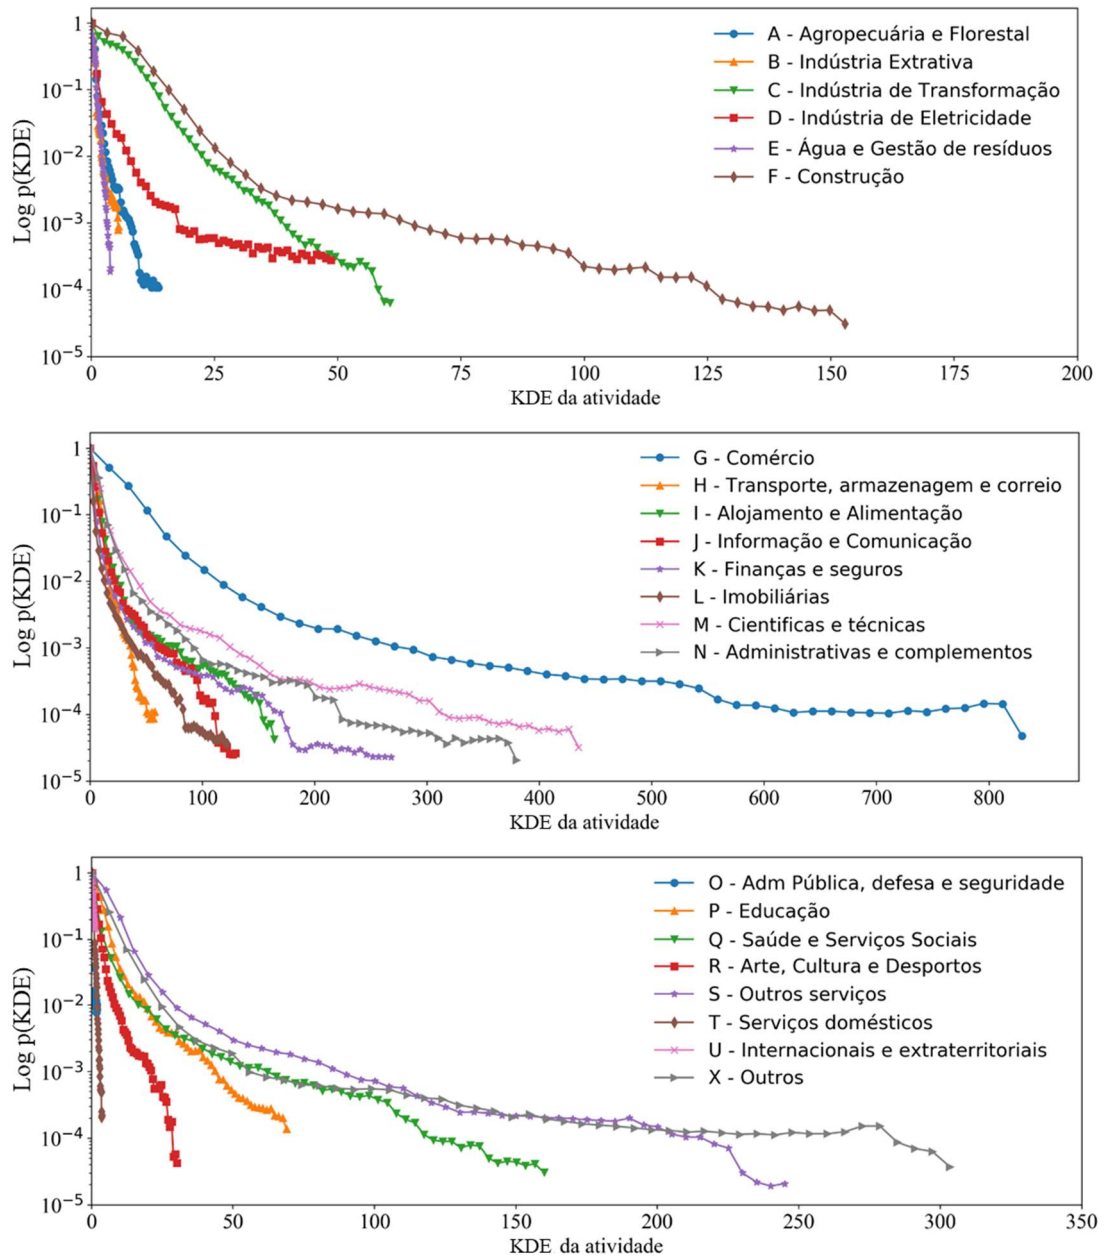 1
10⁻¹
10⁻²
10⁻³
10⁻⁴
10⁻⁵
Log p(KDE)
A - Agropecuária e Florestal
B - Indústria Extrativa
C - Indústria de Transformação
D - Indústria de Eletricidade
E - Água e Gestão de resíduos
F - Construção
0 25 50 75 100 125 150 175 200
KDE da atividade
1
10⁻¹
10⁻²
10⁻³
10⁻⁴
10⁻⁵
Log p(KDE)
G - Comércio
H - Transporte, armazenagem e correio
I - Alojamento e Alimentação
J - Informação e Comunicação
K - Finanças e seguros
L - Imobiliárias
M - Cientificas e técnicas
N - Administrativas e complementos
0 100 200 300 400 500 600 700 800
KDE da atividade
1
10⁻¹
10⁻²
10⁻³
10⁻⁴
10⁻⁵
Log p(KDE)
O - Adm Pública, defesa e seguridade
P - Educação
Q - Saúde e Serviços Sociais
R - Arte, Cultura e Desportos
S - Outros serviços
T - Serviços domésticos
U - Internacionais e extraterritoriais
X - Outros
0 50 100 150 200 250 300 350
KDE da atividade